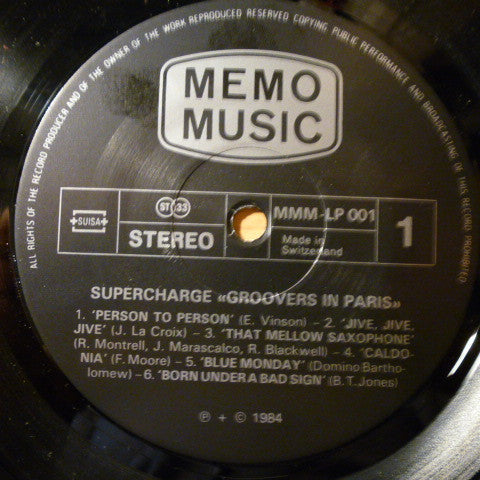 ALL RIGHTS OF THE RECORD PRODUCER AND OF THE OWNER OF THE WORK REPRODUCED RESERVED COPYING, PUBLIC PERFORMANCE AND BROADCASTING OF THIS RECORD PROHIBITED
MEMO
MUSIC
SUISA
ST 33
STEREO
MMM-LP 001
Made in
Switzerland
1
SUPERCHARGE «GROOVERS IN PARIS»
1. 'PERSON TO PERSON' (E. Vinson) – 2. 'JIVE, JIVE,
JIVE' (J. La Croix) – 3. 'THAT MELLOW SAXOPHONE'
(R. Montrell, J. Marascalco, R. Blackwell) – 4. 'CALDO-
NIA' (F. Moore) – 5. 'BLUE MONDAY' (Domino Bartho-
lomew) – 6. 'BORN UNDER A BAD SIGN' (B.T. Jones)
℗ + © 1984